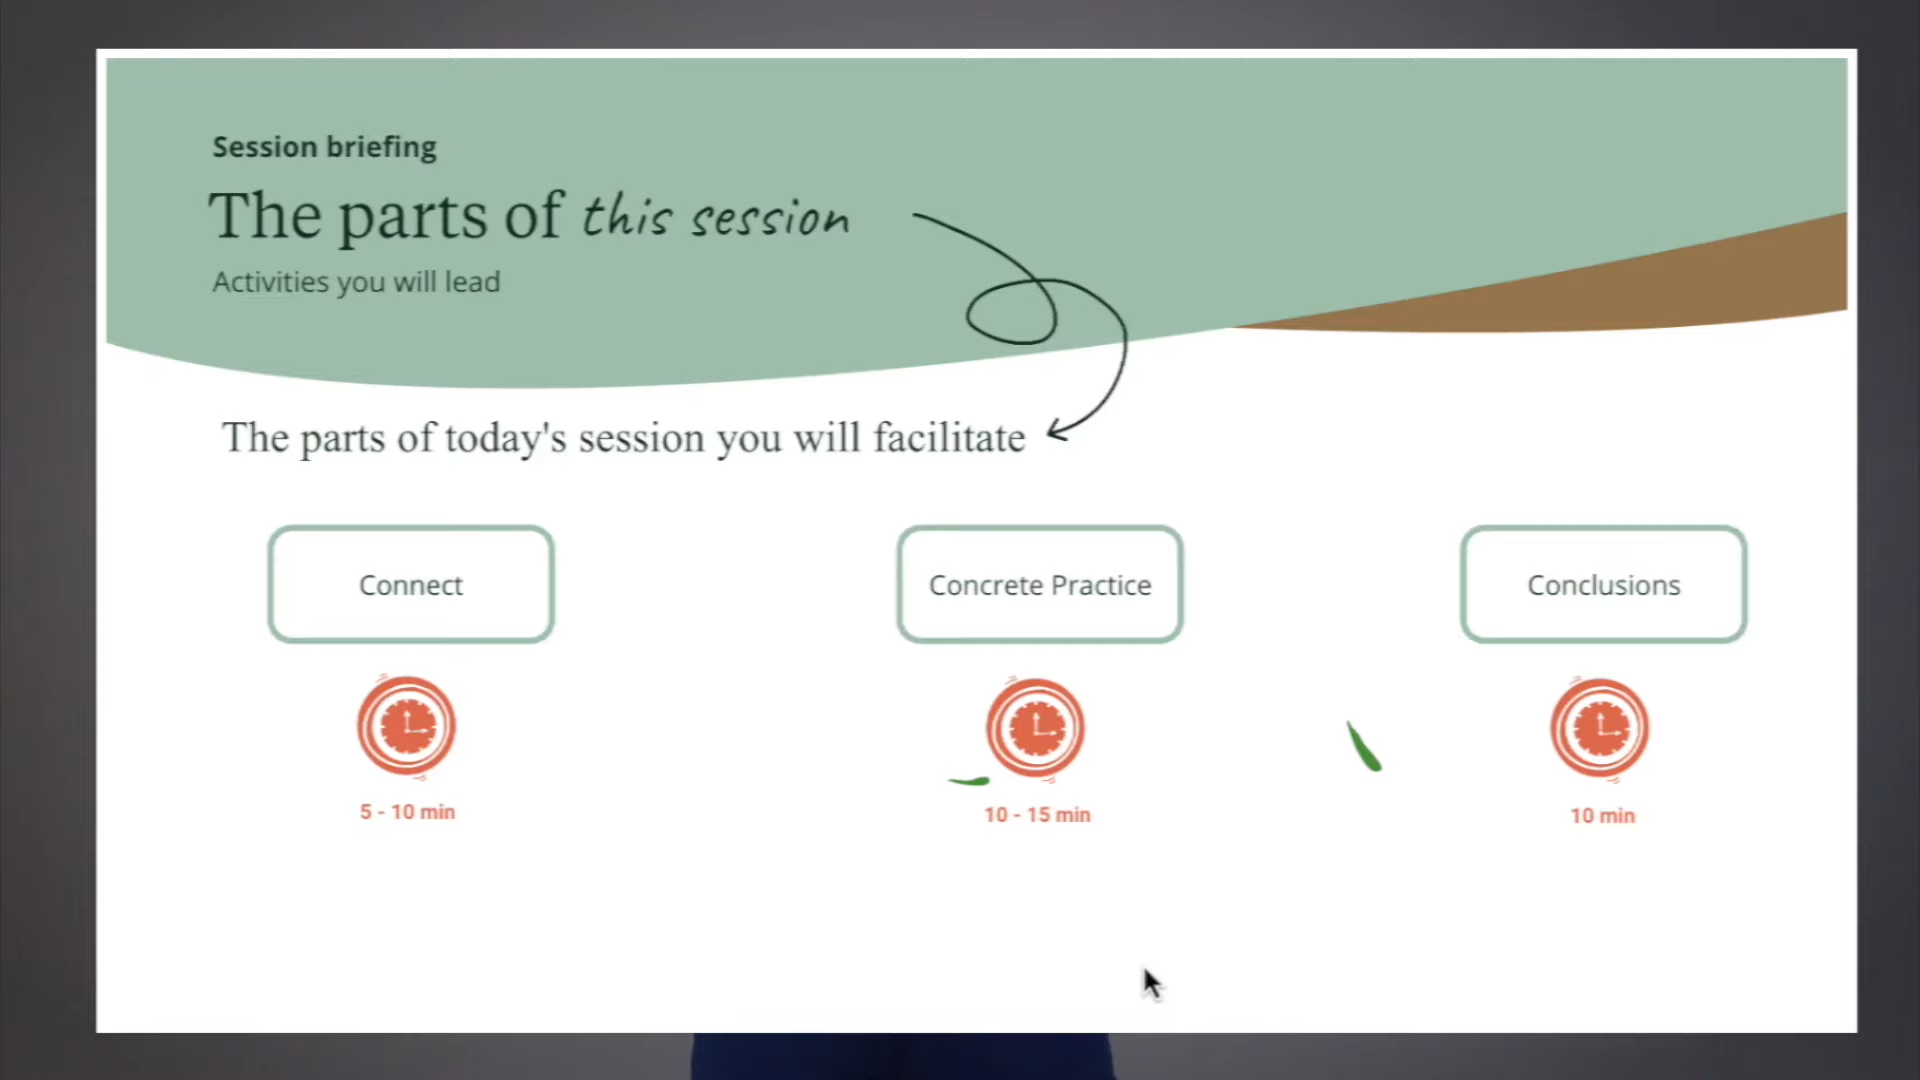 Session briefing
The parts of this session
Activities you will lead
The parts of today's session you will facilitate
Connect
Concrete Practice
Conclusions
5 - 10 min
10 - 15 min
10 min